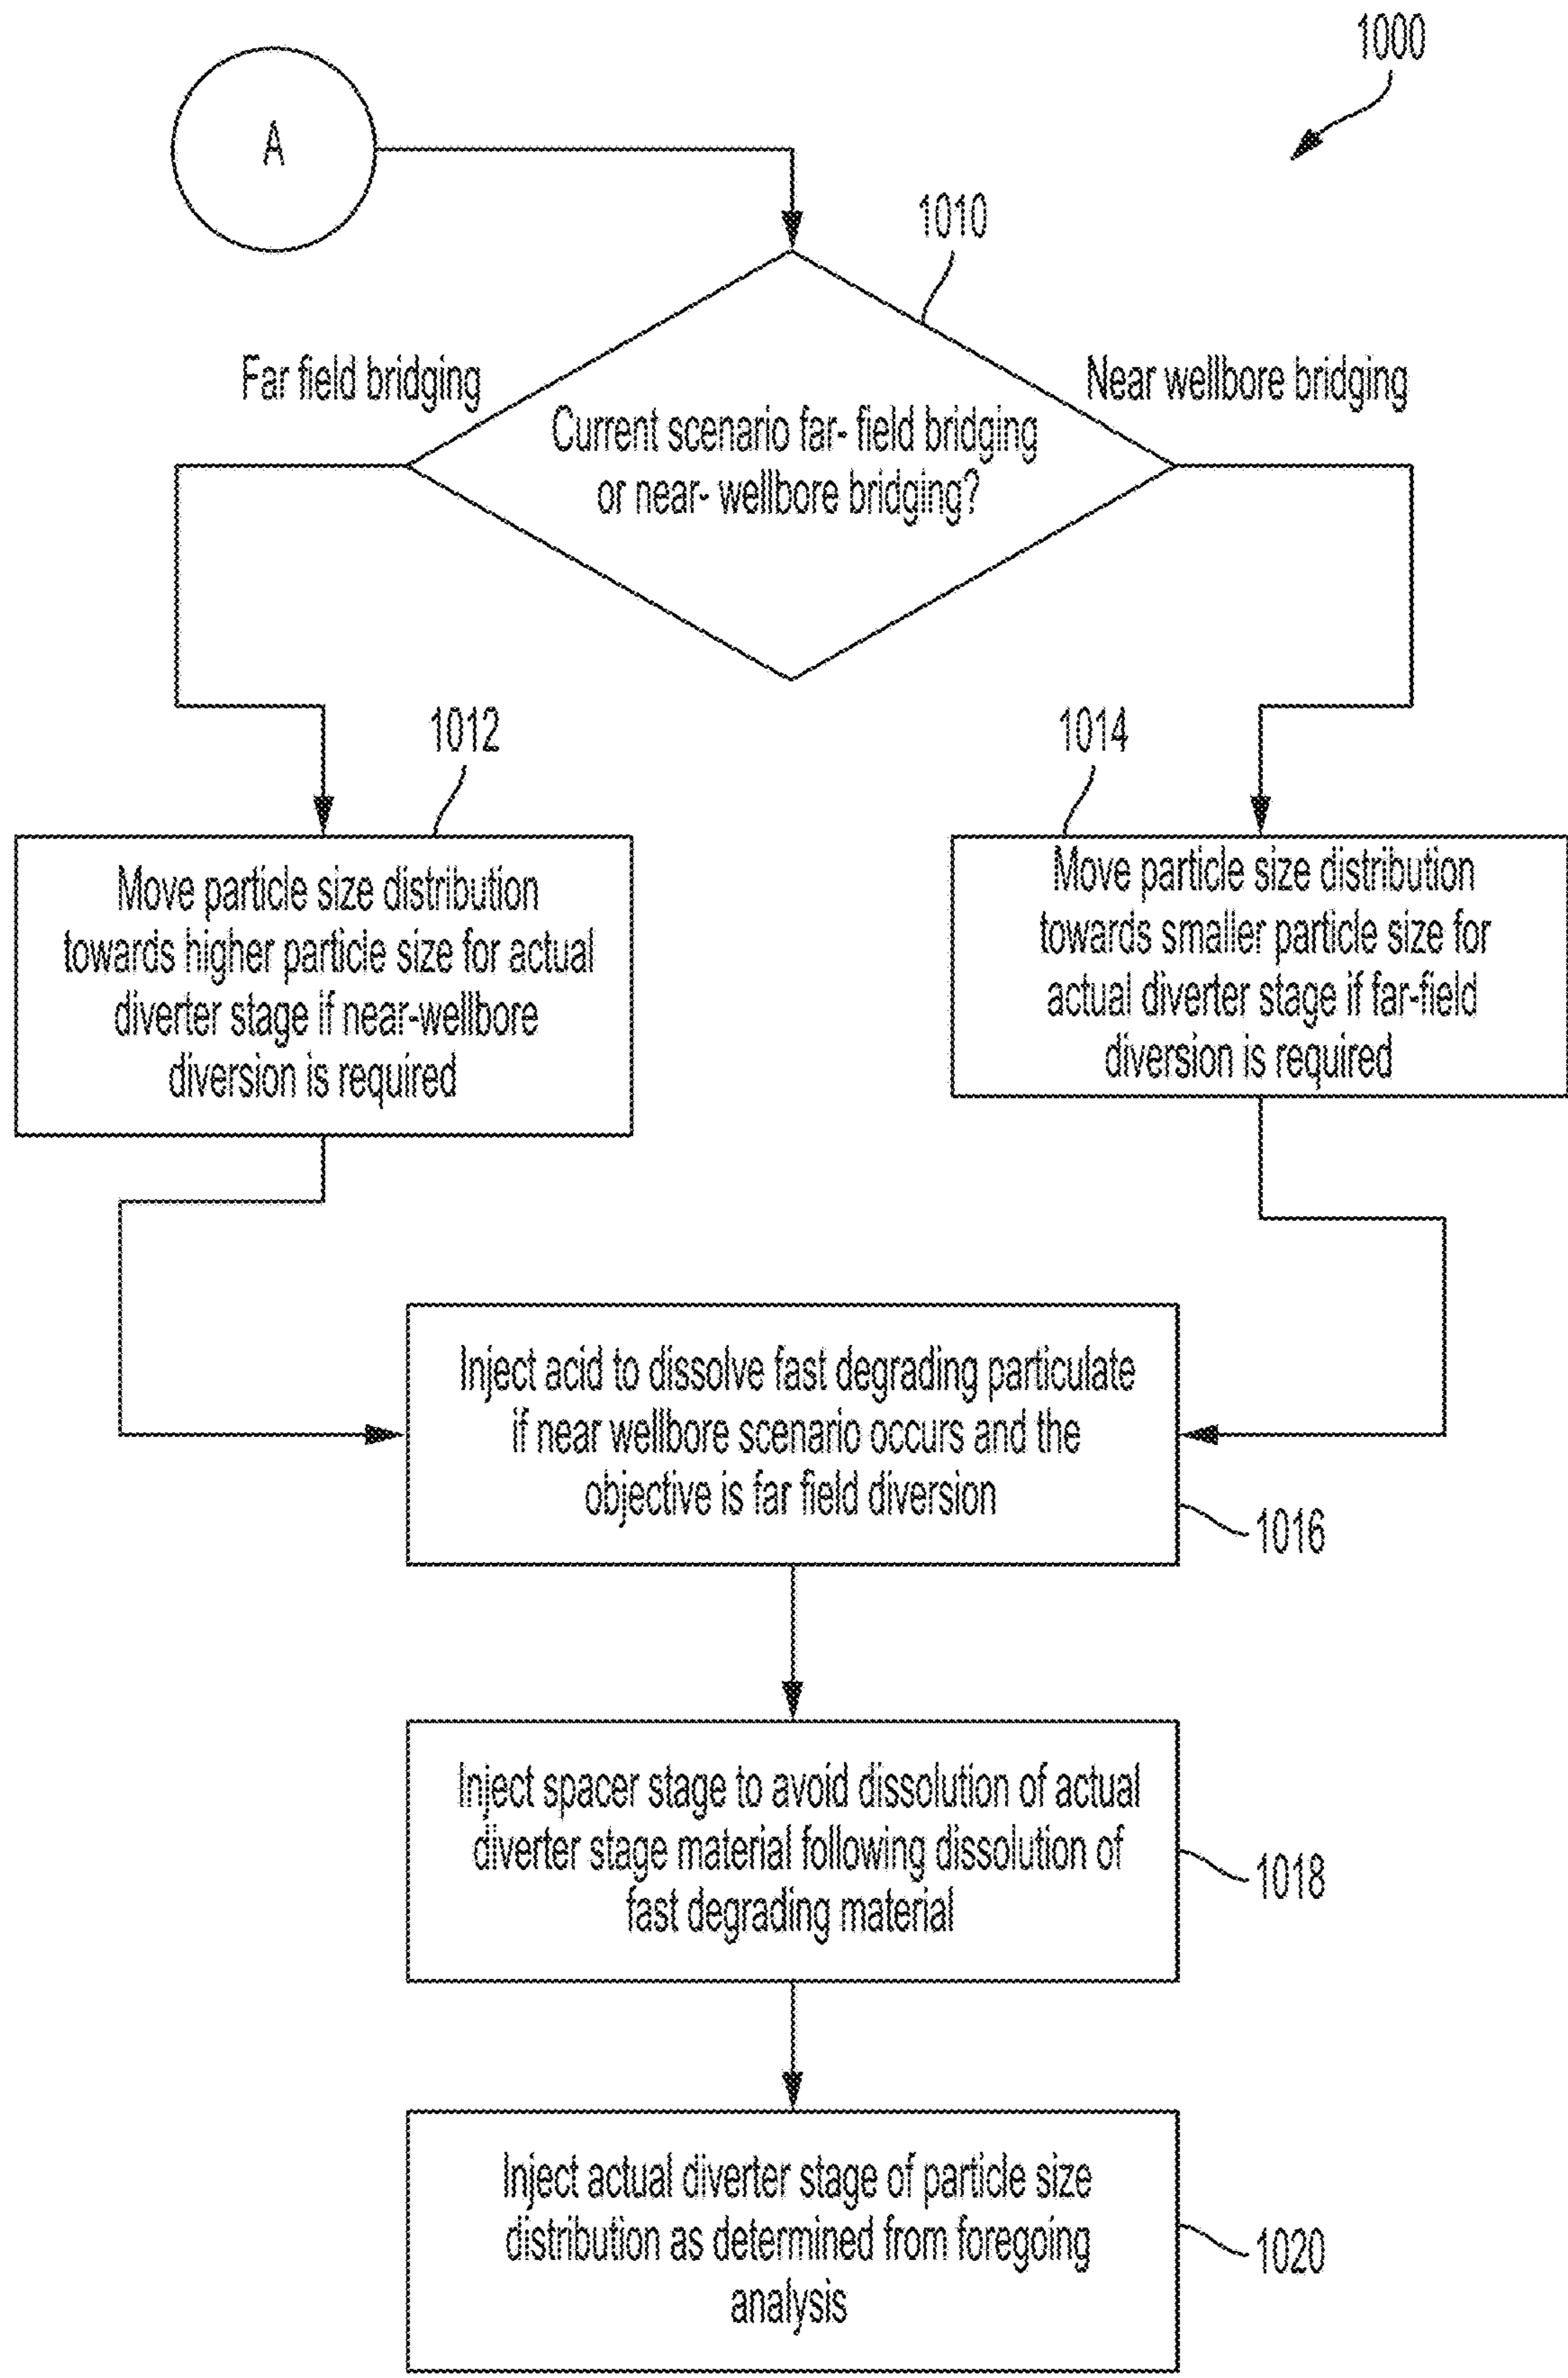 1000
A
1010
Far field bridging
Near wellbore bridging
Current scenario far- field bridging
or near- wellbore bridging?
1012
1014
Move particle size distribution
towards higher particle size for actual
diverter stage if near-wellbore
diversion is required
Move particle size distribution
towards smaller particle size for
actual diverter stage if far-field
diversion is required
Inject acid to dissolve fast degrading particulate
if near wellbore scenario occurs and the
objective is far field diversion
1016
Inject spacer stage to avoid dissolution of actual
diverter stage material following dissolution of
fast degrading material
1018
Inject actual diverter stage of particle size
distribution as determined from foregoing
analysis
1020